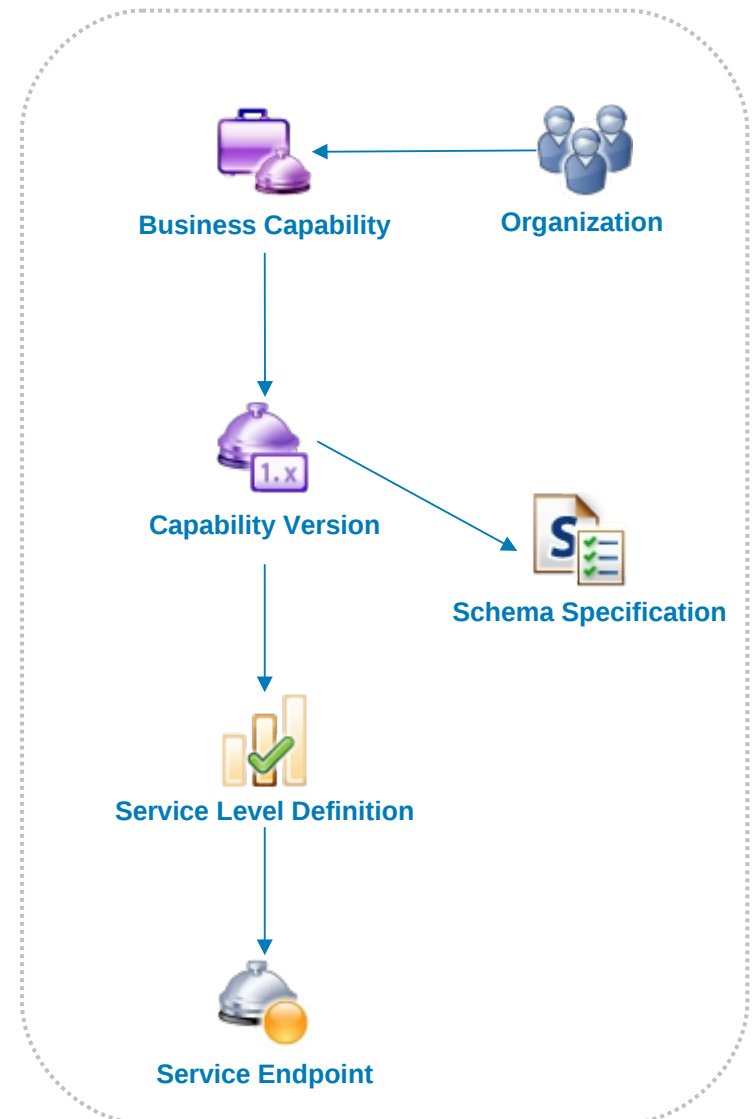 Business Capability
Organization
1.x
Capability Version
S
Schema Specification
Service Level Definition
Service Endpoint